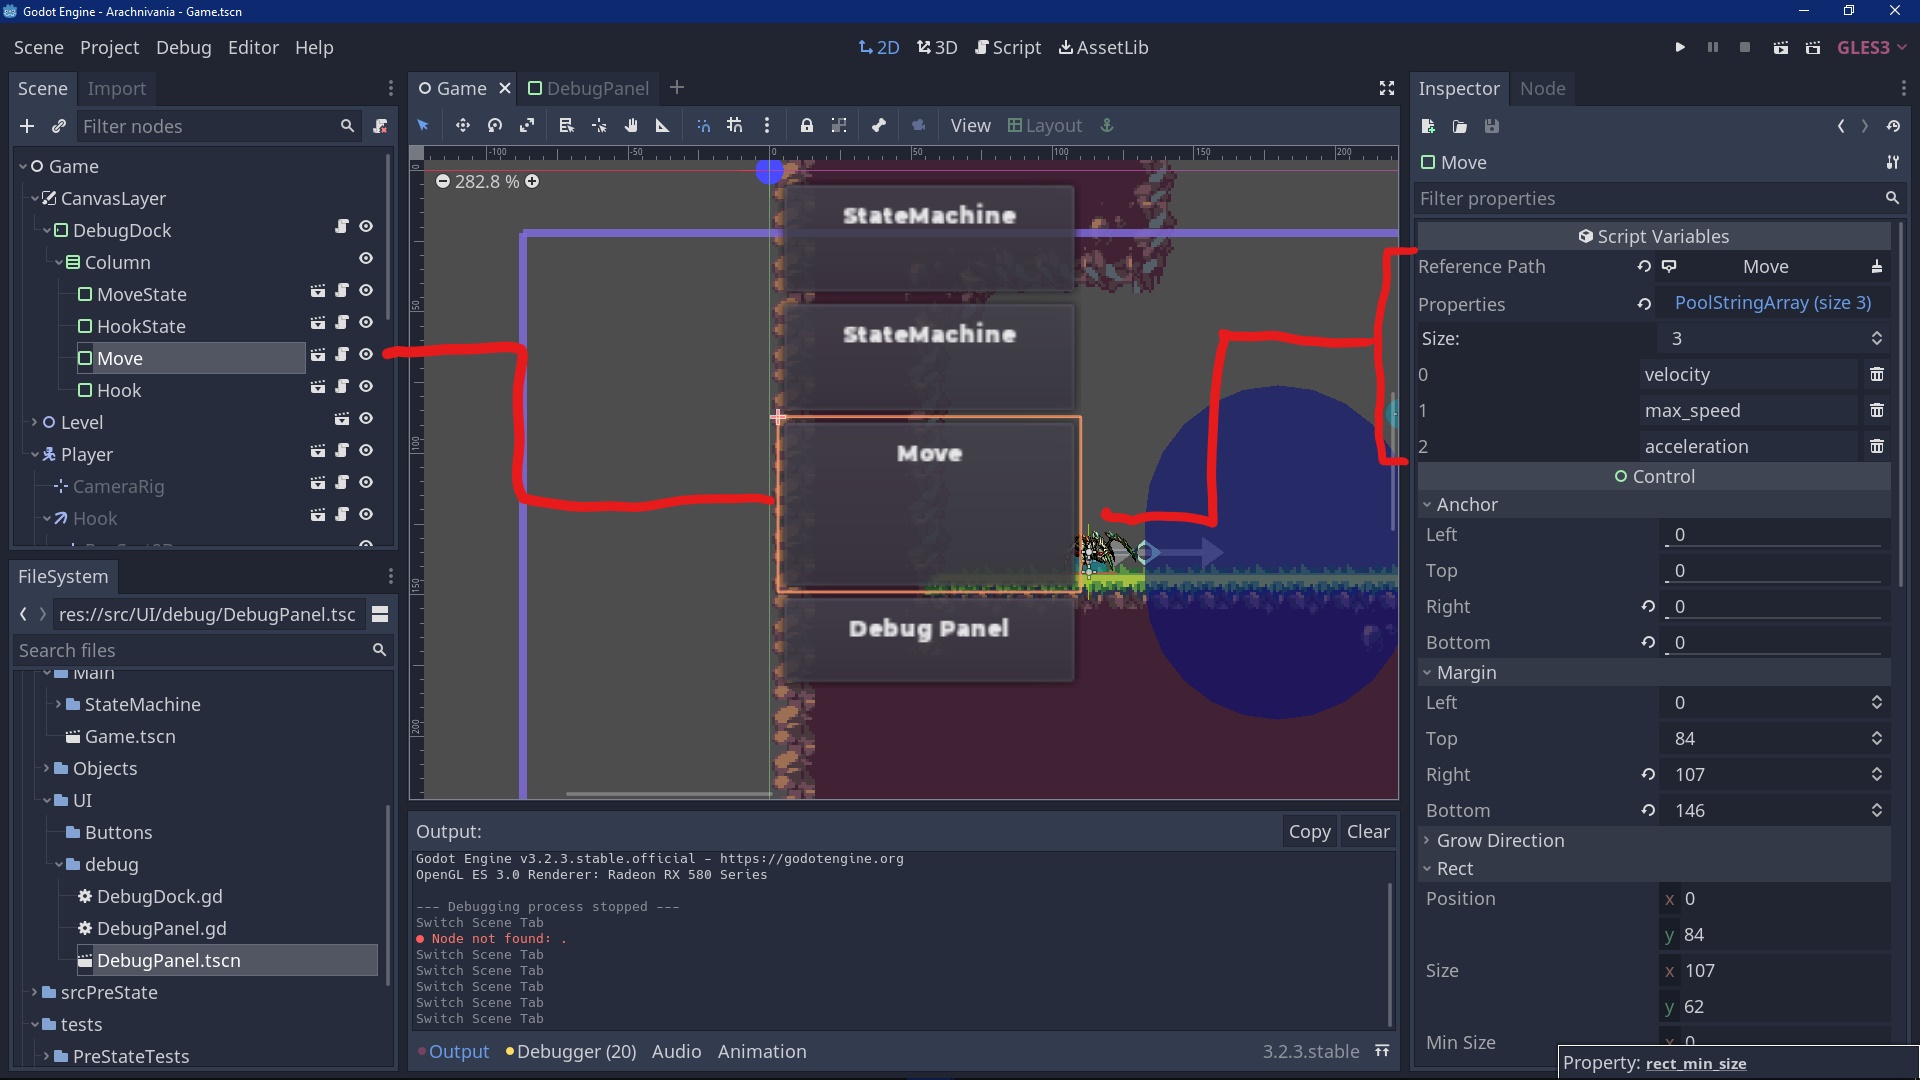 Godot Engine - Arachnivania - Game.tscn
Scene Project Debug Editor Help
2D 3D Script AssetLib
GLES3
Scene Import
Filter nodes
Game
CanvasLayer
DebugDock
Column
MoveState
HookState
Move
Hook
Level
Player
CameraRig
Hook
FileSystem
res://src/UI/debug/DebugPanel.tsc
Search files
Main
StateMachine
Game.tscn
Objects
UI
Buttons
debug
DebugDock.gd
DebugPanel.gd
DebugPanel.tscn
srcPreState
tests
PreStateTests
Game DebugPanel
View Layout
-100 -50 0 50 100 150 200
0
50
100
150
200
282.8 %
StateMachine
StateMachine
Move
Debug Panel
Output:
Copy Clear
Godot Engine v3.2.3.stable.official - https://godotengine.org
OpenGL ES 3.0 Renderer: Radeon RX 580 Series
--- Debugging process stopped ---
Switch Scene Tab
Node not found: .
Switch Scene Tab
Switch Scene Tab
Switch Scene Tab
Switch Scene Tab
Switch Scene Tab
Output Debugger (20) Audio Animation
3.2.3.stable
Inspector Node
Move
Filter properties
Script Variables
Reference Path Move
Properties PoolStringArray (size 3)
Size: 3
0 velocity
1 max_speed
2 acceleration
Control
Anchor
Left 0
Top 0
Right 0
Bottom 0
Margin
Left 0
Top 84
Right 107
Bottom 146
Grow Direction
Rect
Position x 0
y 84
Size x 107
y 62
Min Size x 0
Property: rect_min_size